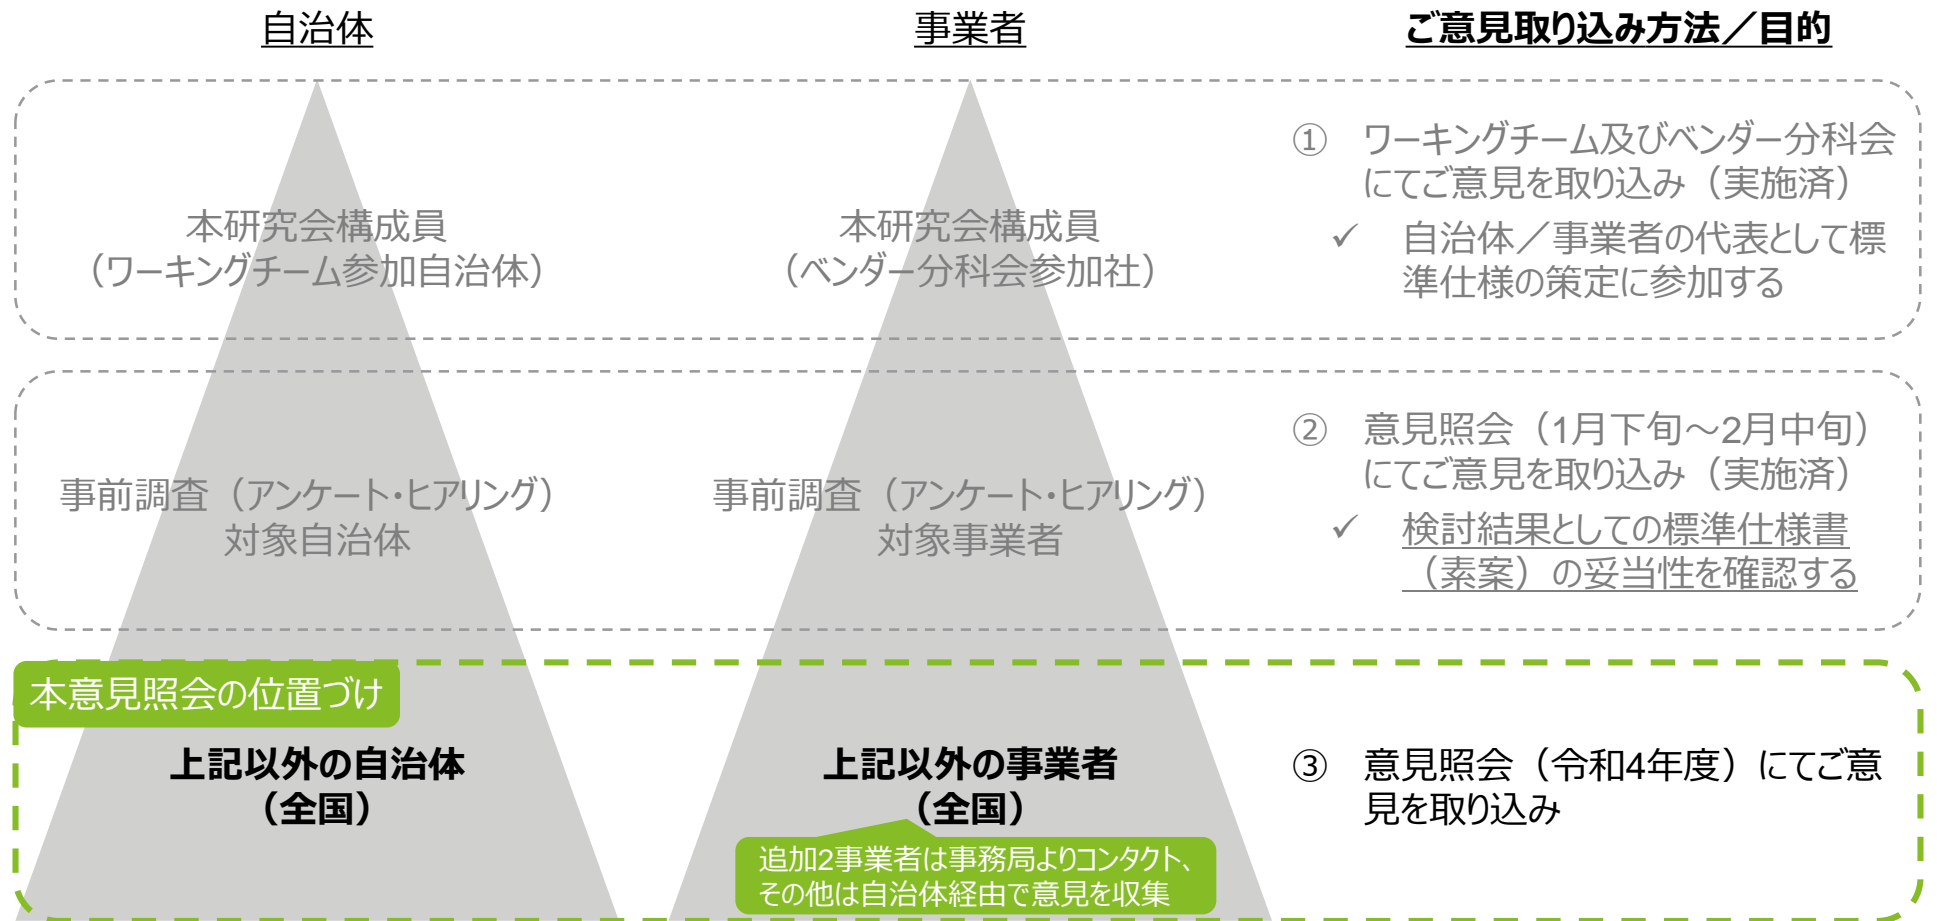 自治体
事業者
ご意見取り込み方法／目的
本研究会構成員
（ワーキングチーム参加自治体）
本研究会構成員
（ベンダー分科会参加社）
① ワーキングチーム及びベンダー分科会
にてご意見を取り込み（実施済）
✓ 自治体／事業者の代表として標
準仕様の策定に参加する
事前調査（アンケート・ヒアリング）
対象自治体
事前調査（アンケート・ヒアリング）
対象事業者
② 意見照会（1月下旬～2月中旬）
にてご意見を取り込み（実施済）
✓ 検討結果としての標準仕様書
（素案）の妥当性を確認する
本意見照会の位置づけ
上記以外の自治体
（全国）
上記以外の事業者
（全国）
追加2事業者は事務局よりコンタクト、
その他は自治体経由で意見を収集
③ 意見照会（令和4年度）にてご意
見を取り込み